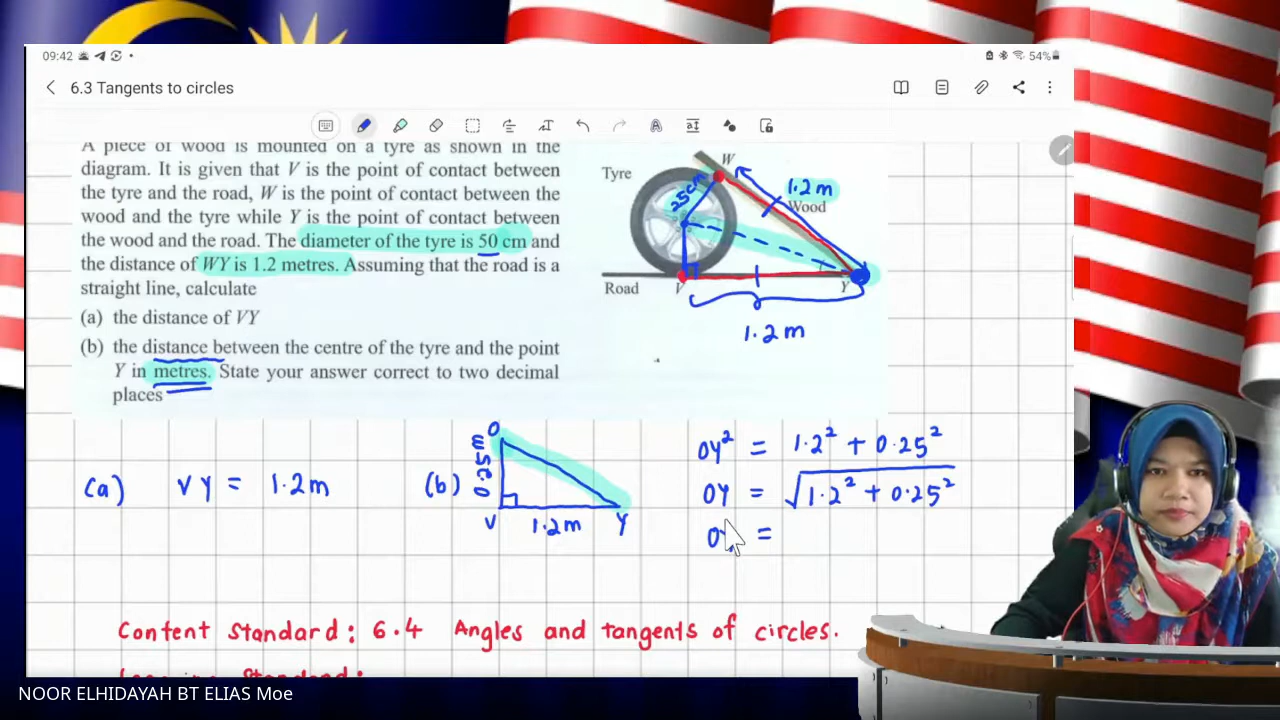 09:42
54%
6.3 Tangents to circles
A piece of wood is mounted on a tyre as shown in the
diagram. It is given that V is the point of contact between
the tyre and the road, W is the point of contact between the
wood and the tyre while Y is the point of contact between
the wood and the road. The diameter of the tyre is 50 cm and
the distance of WY is 1.2 metres. Assuming that the road is a
straight line, calculate
(a) the distance of VY
(b) the distance between the centre of the tyre and the point
Y in metres. State your answer correct to two decimal
places
Tyre
W
25cm
1.2 m
Wood
Road
V
Y
1.2 m
(a) VY = 1.2m
(b)
O
0.25m
V
1.2m
Y
OY² = 1.2² + 0.25²
OY = √1.2² + 0.25²
OY =
Content Standard: 6.4 Angles and tangents of circles.
Learning Standard:
NOOR ELHIDAYAH BT ELIAS Moe